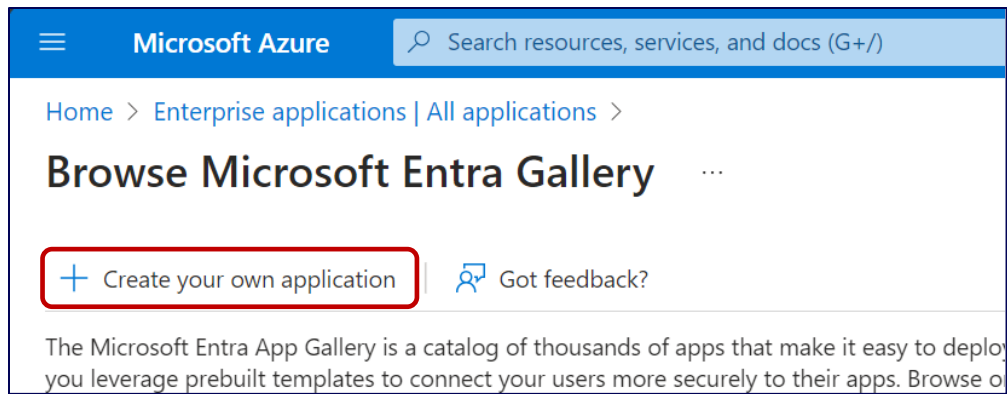 Microsoft Azure
Search resources, services, and docs (G+/)
Home > Enterprise applications | All applications >
Browse Microsoft Entra Gallery ...
+ Create your own application
Got feedback?
The Microsoft Entra App Gallery is a catalog of thousands of apps that make it easy to deplo
you leverage prebuilt templates to connect your users more securely to their apps. Browse o